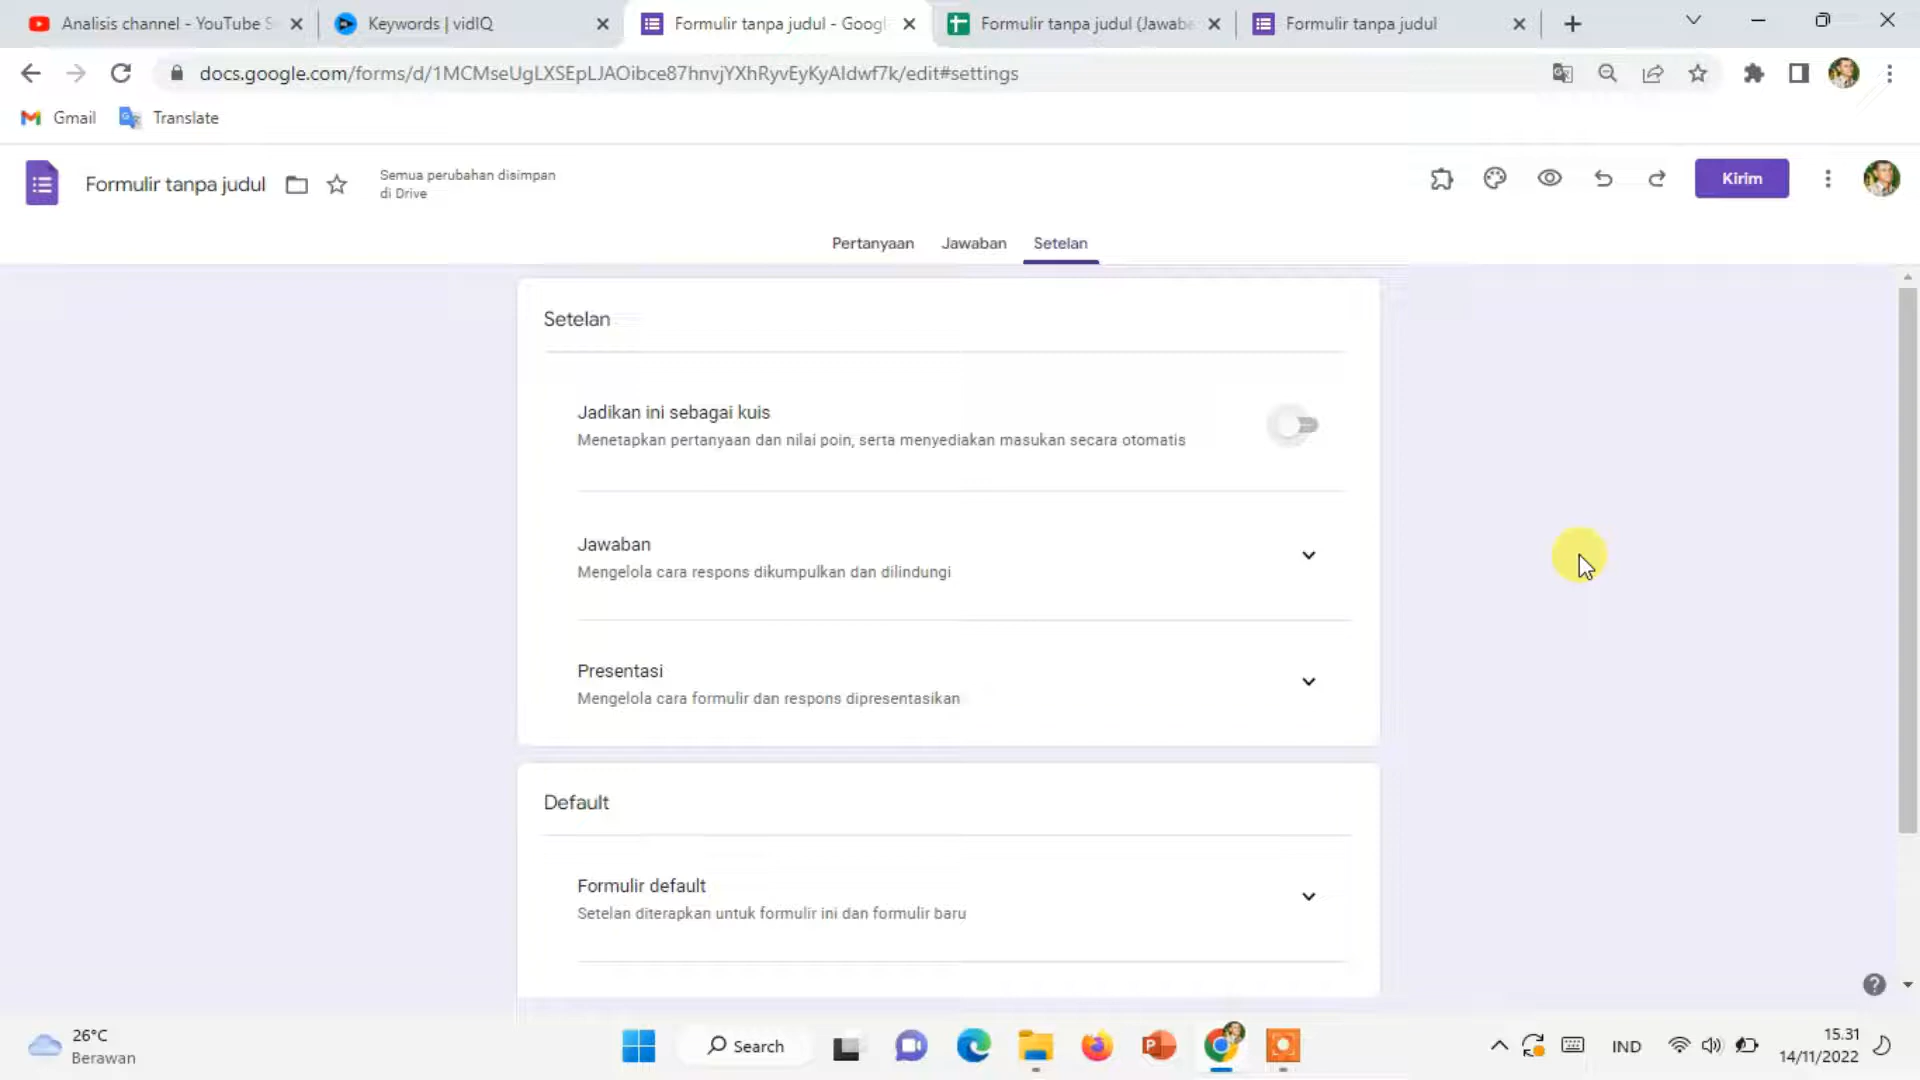 Analisis channel - YouTube S
Keywords | vidIQ
Formulir tanpa judul - Googl
Formulir tanpa judul (Jawaba
Formulir tanpa judul
docs.google.com/forms/d/1MCMseUgLXSEpLJAOibce87hnvjYXhRyvEyKyAIdwf7k/edit#settings
Gmail
Translate
Formulir tanpa judul
Semua perubahan disimpan
di Drive
Kirim
Pertanyaan
Jawaban
Setelan
Setelan
Jadikan ini sebagai kuis
Menetapkan pertanyaan dan nilai poin, serta menyediakan masukan secara otomatis
Jawaban
Mengelola cara respons dikumpulkan dan dilindungi
Presentasi
Mengelola cara formulir dan respons dipresentasikan
Default
Formulir default
Setelan diterapkan untuk formulir ini dan formulir baru
26°C
Berawan
Search
IND
15.31
14/11/2022